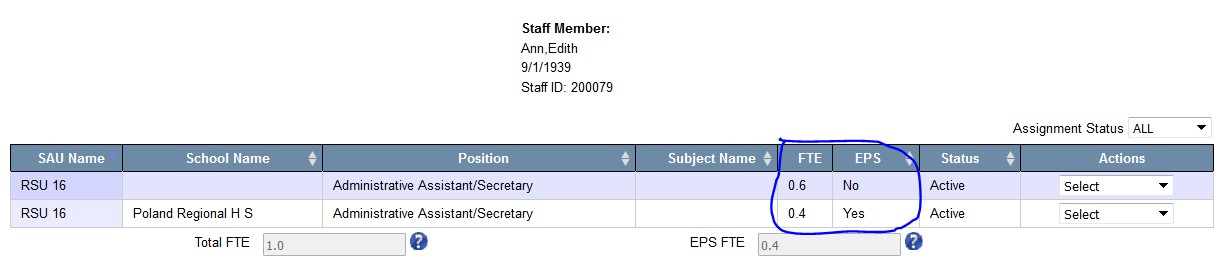 Staff Member:
Ann,Edith
9/1/1939
Staff ID: 200079
Assignment Status ALL
SAU Name School Name Position Subject Name FTE EPS Status Actions
RSU 16 Administrative Assistant/Secretary 0.6 No Active Select
RSU 16 Poland Regional H S Administrative Assistant/Secretary 0.4 Yes Active Select
Total FTE 1.0 ? EPS FTE 0.4 ?